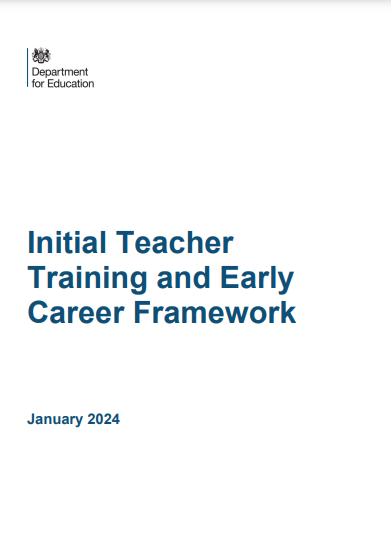 Department
for Education
Initial Teacher
Training and Early
Career Framework
January 2024